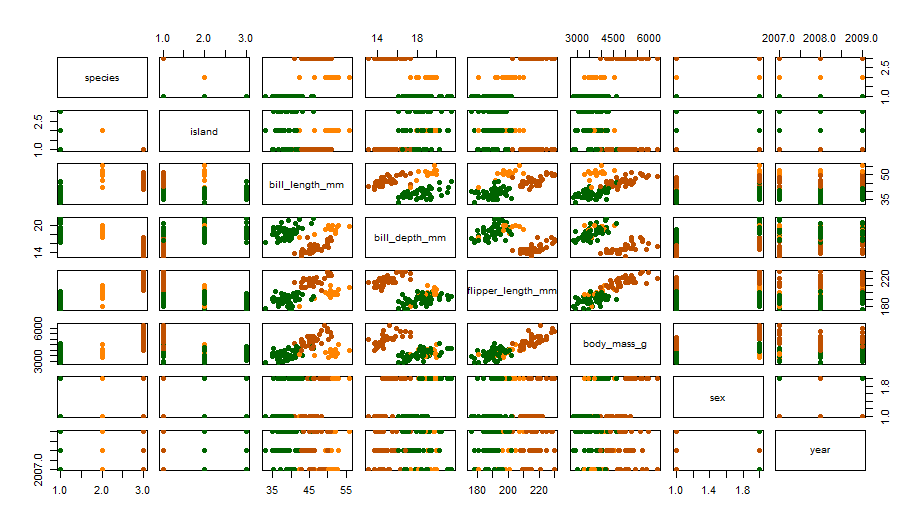 1.0 2.0 3.0 14 18 3000 4500 6000 2007.0 2008.0 2009.0
species 1.0 2.5
1.0 2.5 island
bill_length_mm 35 50
14 20 bill_depth_mm
flipper_length_mm 180 220
3000 6000 body_mass_g
sex 1.0 1.8
2007.0 year
1.0 2.0 3.0 35 45 55 180 200 220 1.0 1.4 1.8